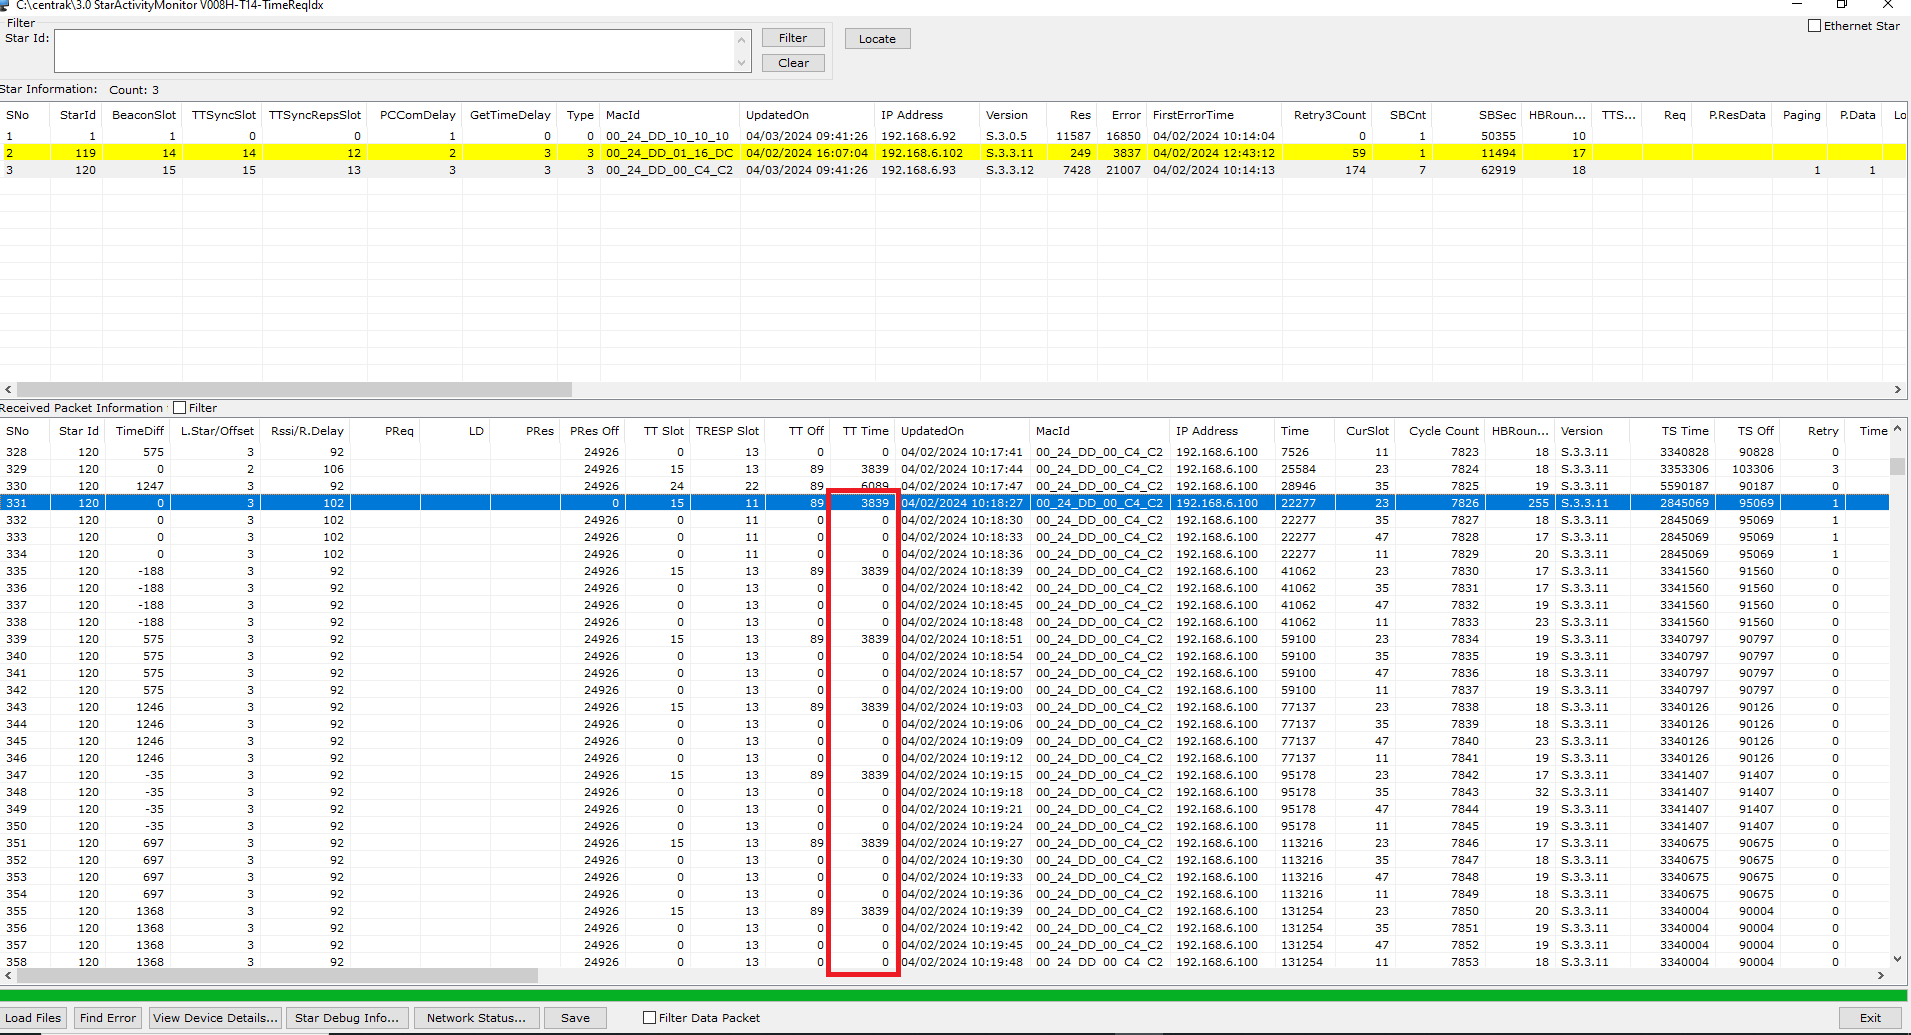 C:\centrak\3.0 StarActivityMonitor V008H-T14-TimeReqIdx
Filter
Star Id: Filter Locate Ethernet Star
Clear
Star Information: Count: 3
SNo StarId BeaconSlot TTSyncSlot TTSyncRepsSlot PCComDelay GetTimeDelay Type MacId UpdatedOn IP Address Version Res Error FirstErrorTime Retry3Count SBCnt SBSec HBRoun... TTS... Req P.ResData Paging P.Data Lo
1 1 1 0 0 1 0 0 00_24_DD_10_10_10 04/03/2024 09:41:26 192.168.6.92 S.3.0.5 11587 16850 04/02/2024 10:14:04 0 1 50355 10
2 119 14 14 12 2 3 3 00_24_DD_01_16_DC 04/02/2024 16:07:04 192.168.6.102 S.3.3.11 249 3837 04/02/2024 12:43:12 59 1 11494 17
3 120 15 15 13 3 3 3 00_24_DD_00_C4_C2 04/03/2024 09:41:26 192.168.6.93 S.3.3.12 7428 21007 04/02/2024 10:14:13 174 7 62919 18 1 1
Received Packet Information Filter
SNo Star Id TimeDiff L.Star/Offset Rssi/R.Delay PReq LD PRes PRes Off TT Slot TRESP Slot TT Off TT Time UpdatedOn MacId IP Address Time CurSlot Cycle Count HBRoun... Version TS Time TS Off Retry Time
328 120 575 3 92 24926 0 13 0 0 04/02/2024 10:17:41 00_24_DD_00_C4_C2 192.168.6.100 7526 11 7823 18 S.3.3.11 3340828 90828 0
329 120 0 2 106 24926 15 13 89 3839 04/02/2024 10:17:44 00_24_DD_00_C4_C2 192.168.6.100 25584 23 7824 18 S.3.3.11 3353306 103306 3
330 120 1247 3 92 24926 24 22 89 6089 04/02/2024 10:17:47 00_24_DD_00_C4_C2 192.168.6.100 28946 35 7825 19 S.3.3.11 5590187 90187 0
331 120 0 3 102 0 15 11 89 3839 04/02/2024 10:18:27 00_24_DD_00_C4_C2 192.168.6.100 22277 23 7826 255 S.3.3.11 2845069 95069 1
332 120 0 3 102 24926 0 11 0 0 04/02/2024 10:18:30 00_24_DD_00_C4_C2 192.168.6.100 22277 35 7827 18 S.3.3.11 2845069 95069 1
333 120 0 3 102 24926 0 11 0 0 04/02/2024 10:18:33 00_24_DD_00_C4_C2 192.168.6.100 22277 47 7828 17 S.3.3.11 2845069 95069 1
334 120 0 3 102 24926 0 11 0 0 04/02/2024 10:18:36 00_24_DD_00_C4_C2 192.168.6.100 22277 11 7829 20 S.3.3.11 2845069 95069 1
335 120 -188 3 92 24926 15 13 89 3839 04/02/2024 10:18:39 00_24_DD_00_C4_C2 192.168.6.100 41062 23 7830 17 S.3.3.11 3341560 91560 0
336 120 -188 3 92 24926 0 13 0 0 04/02/2024 10:18:42 00_24_DD_00_C4_C2 192.168.6.100 41062 35 7831 17 S.3.3.11 3341560 91560 0
337 120 -188 3 92 24926 0 13 0 0 04/02/2024 10:18:45 00_24_DD_00_C4_C2 192.168.6.100 41062 47 7832 19 S.3.3.11 3341560 91560 0
338 120 -188 3 92 24926 0 13 0 0 04/02/2024 10:18:48 00_24_DD_00_C4_C2 192.168.6.100 41062 11 7833 23 S.3.3.11 3341560 91560 0
339 120 575 3 92 24926 15 13 89 3839 04/02/2024 10:18:51 00_24_DD_00_C4_C2 192.168.6.100 59100 23 7834 19 S.3.3.11 3340797 90797 0
340 120 575 3 92 24926 0 13 0 0 04/02/2024 10:18:54 00_24_DD_00_C4_C2 192.168.6.100 59100 35 7835 19 S.3.3.11 3340797 90797 0
341 120 575 3 92 24926 0 13 0 0 04/02/2024 10:18:57 00_24_DD_00_C4_C2 192.168.6.100 59100 47 7836 18 S.3.3.11 3340797 90797 0
342 120 575 3 92 24926 0 13 0 0 04/02/2024 10:19:00 00_24_DD_00_C4_C2 192.168.6.100 59100 11 7837 19 S.3.3.11 3340797 90797 0
343 120 1246 3 92 24926 15 13 89 3839 04/02/2024 10:19:03 00_24_DD_00_C4_C2 192.168.6.100 77137 23 7838 18 S.3.3.11 3340126 90126 0
344 120 1246 3 92 24926 0 13 0 0 04/02/2024 10:19:06 00_24_DD_00_C4_C2 192.168.6.100 77137 35 7839 18 S.3.3.11 3340126 90126 0
345 120 1246 3 92 24926 0 13 0 0 04/02/2024 10:19:09 00_24_DD_00_C4_C2 192.168.6.100 77137 47 7840 23 S.3.3.11 3340126 90126 0
346 120 1246 3 92 24926 0 13 0 0 04/02/2024 10:19:12 00_24_DD_00_C4_C2 192.168.6.100 77137 11 7841 19 S.3.3.11 3340126 90126 0
347 120 -35 3 92 24926 15 13 89 3839 04/02/2024 10:19:15 00_24_DD_00_C4_C2 192.168.6.100 95178 23 7842 17 S.3.3.11 3341407 91407 0
348 120 -35 3 92 24926 0 13 0 0 04/02/2024 10:19:18 00_24_DD_00_C4_C2 192.168.6.100 95178 35 7843 32 S.3.3.11 3341407 91407 0
349 120 -35 3 92 24926 0 13 0 0 04/02/2024 10:19:21 00_24_DD_00_C4_C2 192.168.6.100 95178 47 7844 19 S.3.3.11 3341407 91407 0
350 120 -35 3 92 24926 0 13 0 0 04/02/2024 10:19:24 00_24_DD_00_C4_C2 192.168.6.100 95178 11 7845 19 S.3.3.11 3341407 91407 0
351 120 697 3 92 24926 15 13 89 3839 04/02/2024 10:19:27 00_24_DD_00_C4_C2 192.168.6.100 113216 23 7846 17 S.3.3.11 3340675 90675 0
352 120 697 3 92 24926 0 13 0 0 04/02/2024 10:19:30 00_24_DD_00_C4_C2 192.168.6.100 113216 35 7847 18 S.3.3.11 3340675 90675 0
353 120 697 3 92 24926 0 13 0 0 04/02/2024 10:19:33 00_24_DD_00_C4_C2 192.168.6.100 113216 47 7848 19 S.3.3.11 3340675 90675 0
354 120 697 3 92 24926 0 13 0 0 04/02/2024 10:19:36 00_24_DD_00_C4_C2 192.168.6.100 113216 11 7849 18 S.3.3.11 3340675 90675 0
355 120 1368 3 92 24926 15 13 89 3839 04/02/2024 10:19:39 00_24_DD_00_C4_C2 192.168.6.100 131254 23 7850 20 S.3.3.11 3340004 90004 0
356 120 1368 3 92 24926 0 13 0 0 04/02/2024 10:19:42 00_24_DD_00_C4_C2 192.168.6.100 131254 35 7851 19 S.3.3.11 3340004 90004 0
357 120 1368 3 92 24926 0 13 0 0 04/02/2024 10:19:45 00_24_DD_00_C4_C2 192.168.6.100 131254 47 7852 19 S.3.3.11 3340004 90004 0
358 120 1368 3 92 24926 0 13 0 0 04/02/2024 10:19:48 00_24_DD_00_C4_C2 192.168.6.100 131254 11 7853 18 S.3.3.11 3340004 90004 0
Load Files Find Error View Device Details... Star Debug Info... Network Status... Save Filter Data Packet Exit